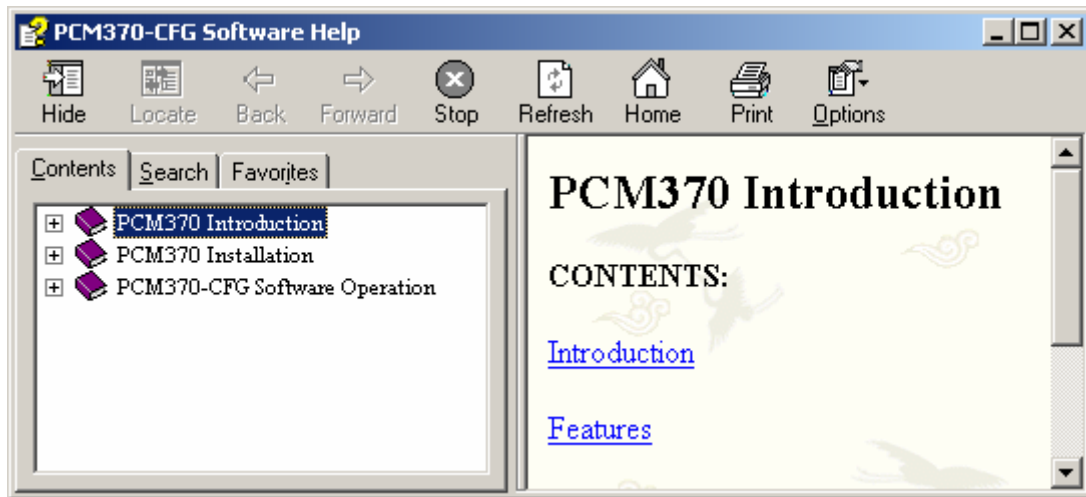 PCM370-CFG Software Help
Hide Locate Back Forward Stop Refresh Home Print Options
Contents Search Favorites
PCM370 Introduction
PCM370 Installation
PCM370-CFG Software Operation
PCM370 Introduction
CONTENTS:
Introduction
Features